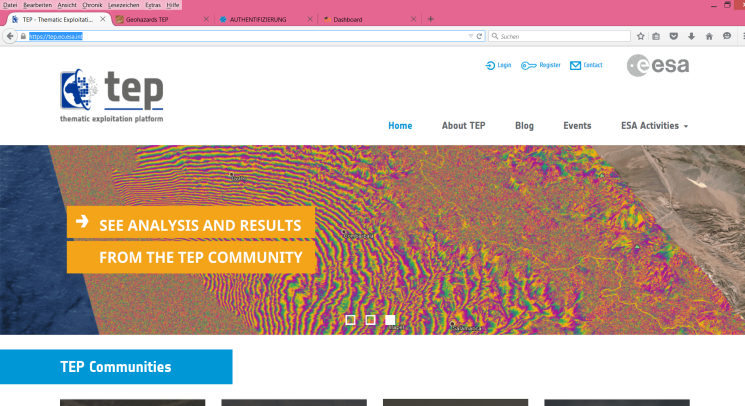 Datei Bearbeiten Ansicht Chronik Lesezeichen Extras Hilfe
TEP - Thematic Exploitati... Geohazards TEP AUTHENTIFIZIERUNG Dashboard
https://tep.eo.esa.int Suchen
Login Register Contact esa
tep
thematic exploitation platform
Home About TEP Blog Events ESA Activities
SEE ANALYSIS AND RESULTS
FROM THE TEP COMMUNITY
TEP Communities